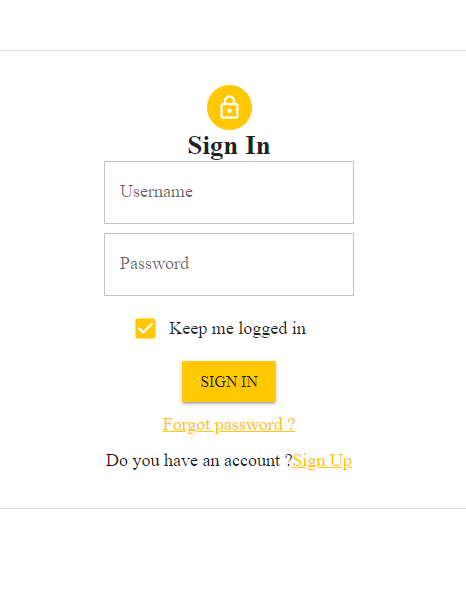 Sign In
Username
Password
Keep me logged in
SIGN IN
Forgot password ?
Do you have an account ?Sign Up